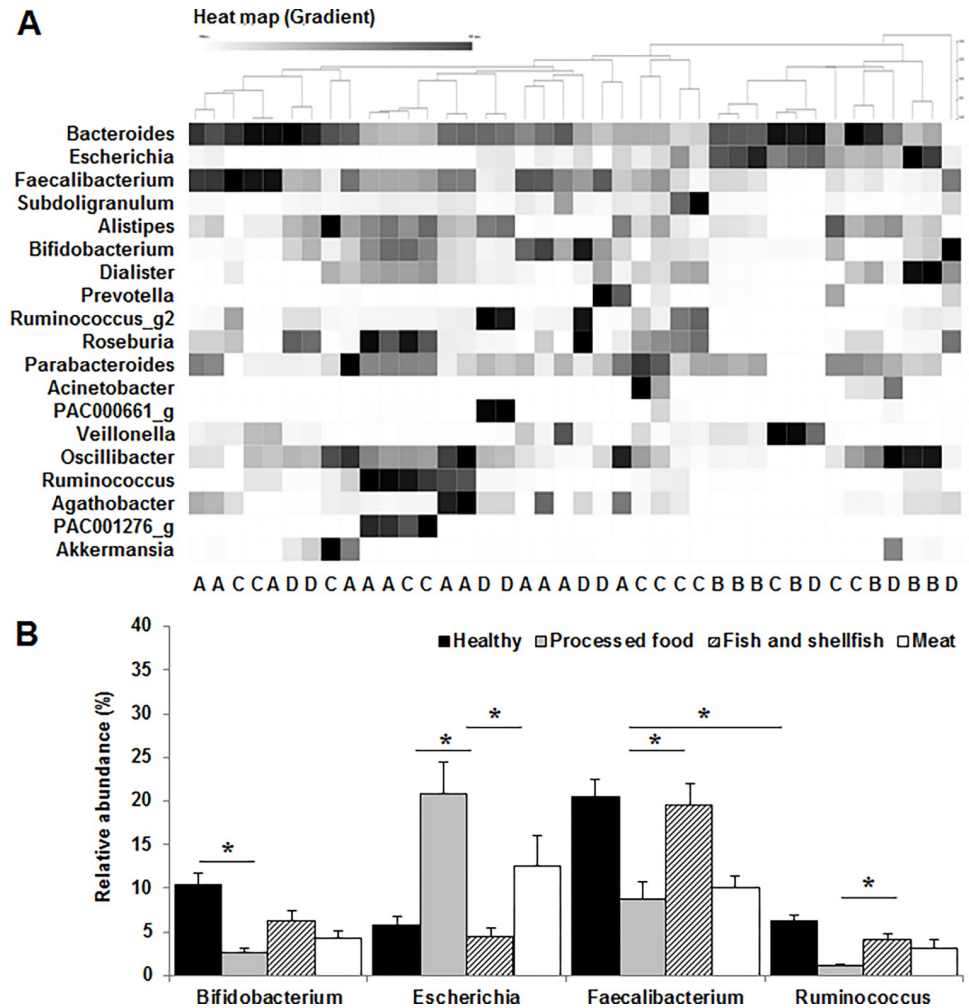 A
Heat map (Gradient)
Bacteroides
Escherichia
Faecalibacterium
Subdoligranulum
Alistipes
Bifidobacterium
Dialister
Prevotella
Ruminococcus_g2
Roseburia
Parabacteroides
Acinetobacter
PAC000661_g
Veillonella
Oscillibacter
Ruminococcus
Agathobacter
PAC001276_g
Akkermansia
A A C C A D D C A A A C C A A D D A A A D D A C C C C B B B C B D C C B D B B D
B
Healthy Processed food Fish and shellfish Meat
Relative abundance (%)
40
35
30
25
20
15
10
5
0
* * * * * *
Bifidobacterium Escherichia Faecalibacterium Ruminococcus